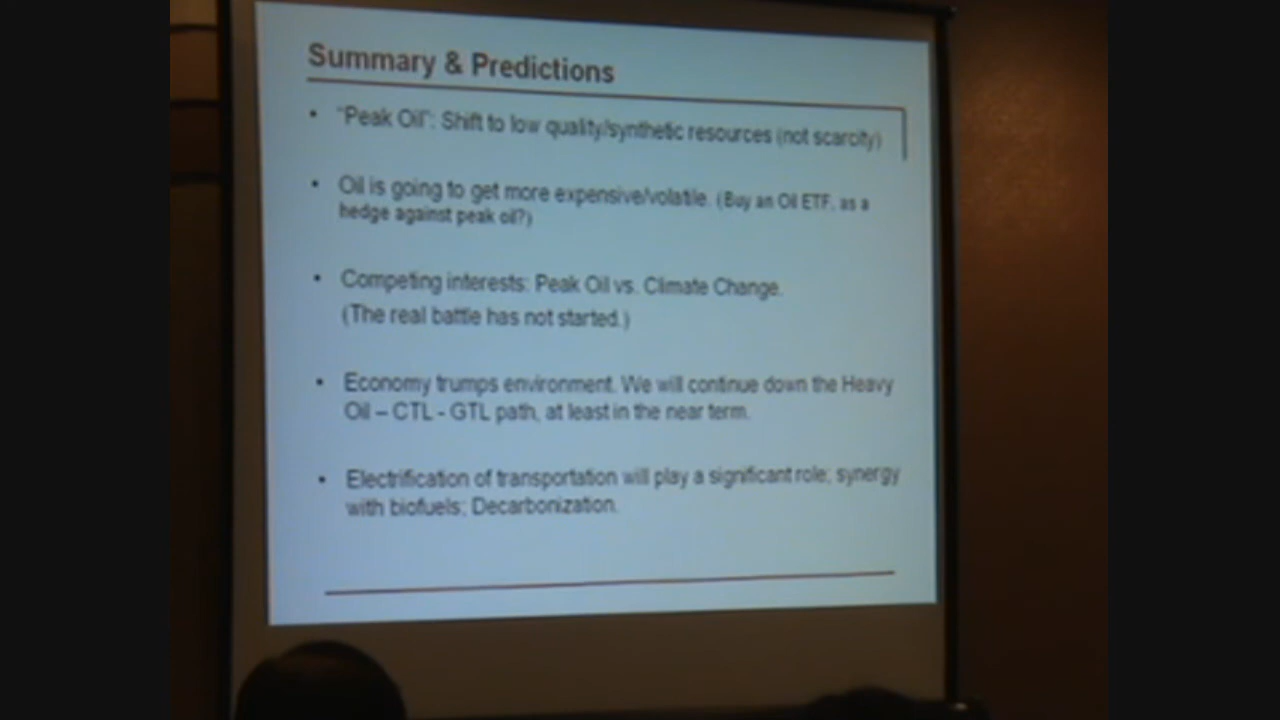 Summary & Predictions
• "Peak Oil": Shift to low quality/synthetic resources (not scarcity)
• Oil is going to get more expensive/volatile. (Buy an Oil ETF, as a
hedge against peak oil?)
• Competing interests: Peak Oil vs. Climate Change.
(The real battle has not started.)
• Economy trumps environment. We will continue down the Heavy
Oil – CTL - GTL path, at least in the near term.
• Electrification of transportation will play a significant role; synergy
with biofuels; Decarbonization.